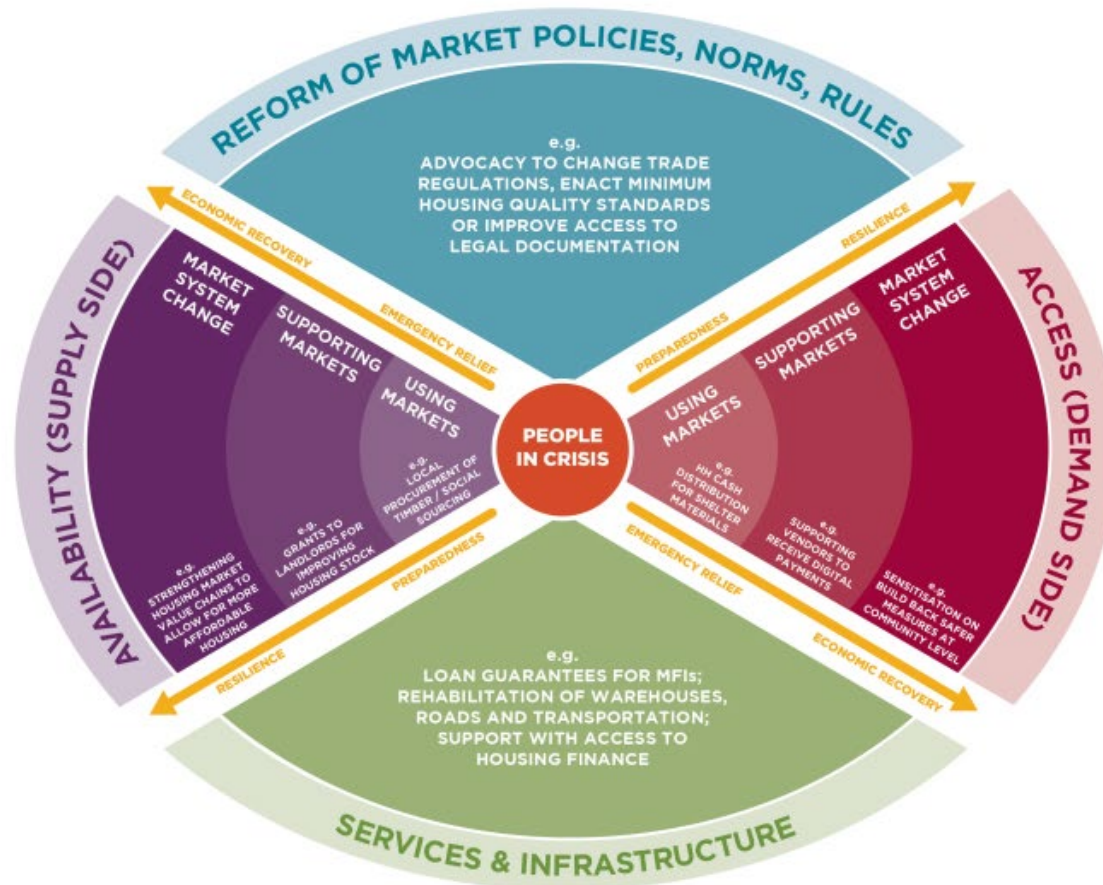 REFORM OF MARKET POLICIES, NORMS, RULES
e.g.
ADVOCACY TO CHANGE TRADE
REGULATIONS, ENACT MINIMUM
HOUSING QUALITY STANDARDS
OR IMPROVE ACCESS TO
LEGAL DOCUMENTATION
ECONOMIC RECOVERY
EMERGENCY RELIEF
PREPAREDNESS
RESILIENCE
AVAILABILITY (SUPPLY SIDE)
MARKET
SYSTEM
CHANGE
e.g.
STRENGTHENING
HOUSING MARKET
VALUE CHAINS TO
ALLOW FOR MORE
AFFORDABLE
HOUSING
SUPPORTING
MARKETS
e.g.
GRANTS TO
LANDLORDS FOR
IMPROVING
HOUSING STOCK
USING
MARKETS
e.g.
LOCAL
PROCUREMENT OF
TIMBER / SOCIAL
SOURCING
PEOPLE
IN CRISIS
USING
MARKETS
e.g.
HH CASH
DISTRIBUTION
FOR SHELTER
MATERIALS
SUPPORTING
MARKETS
e.g.
SUPPORTING
VENDORS TO
RECEIVE DIGITAL
PAYMENTS
MARKET
SYSTEM
CHANGE
e.g.
SENSITISATION ON
BUILD BACK SAFER
MEASURES AT
COMMUNITY LEVEL
ACCESS (DEMAND SIDE)
RESILIENCE
PREPAREDNESS
EMERGENCY RELIEF
ECONOMIC RECOVERY
e.g.
LOAN GUARANTEES FOR MFIs;
REHABILITATION OF WAREHOUSES,
ROADS AND TRANSPORTATION;
SUPPORT WITH ACCESS TO
HOUSING FINANCE
SERVICES & INFRASTRUCTURE